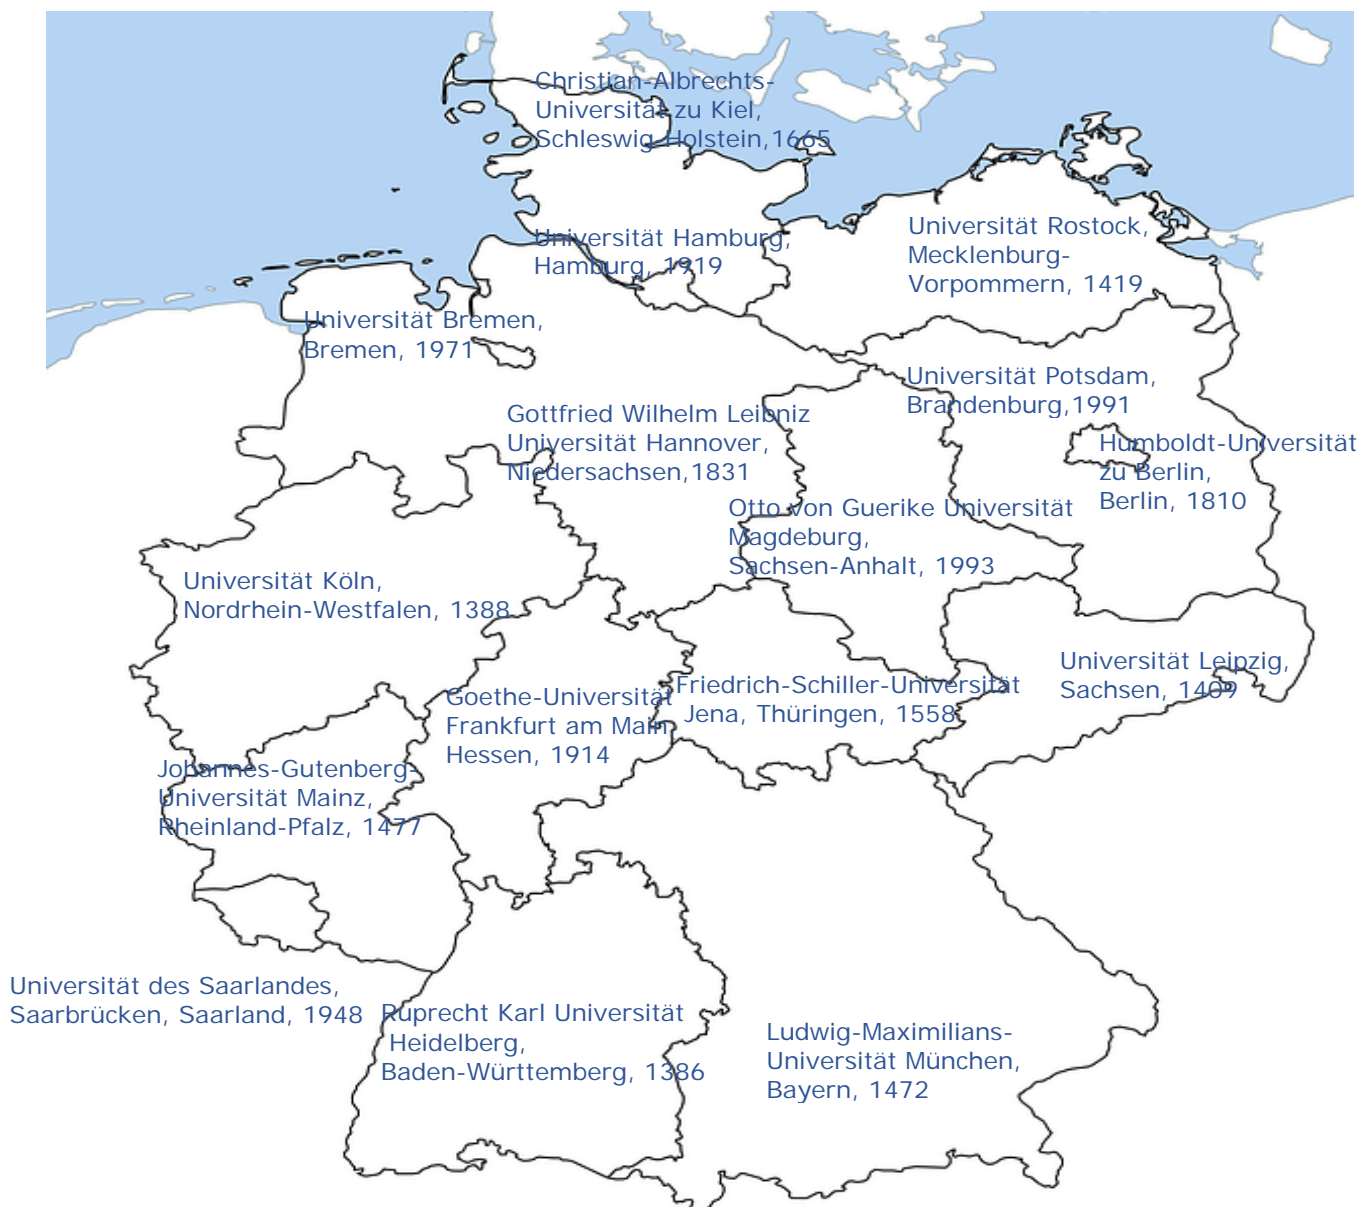 Christian-Albrechts-
Universität zu Kiel,
Schleswig-Holstein,1665
Universität Rostock,
Mecklenburg-
Vorpommern, 1419
Universität Hamburg,
Hamburg, 1919
Universität Bremen,
Bremen, 1971
Universität Potsdam,
Brandenburg,1991
Gottfried Wilhelm Leibniz
Universität Hannover,
Niedersachsen,1831
Humboldt-Universität
zu Berlin,
Berlin, 1810
Otto von Guerike Universität
Magdeburg,
Sachsen-Anhalt, 1993
Universität Köln,
Nordrhein-Westfalen, 1388
Universität Leipzig,
Sachsen, 1409
Friedrich-Schiller-Universität
Jena, Thüringen, 1558
Goethe-Universität
Frankfurt am Main
Hessen, 1914
Johannes-Gutenberg-
Universität Mainz,
Rheinland-Pfalz, 1477
Universität des Saarlandes,
Saarbrücken, Saarland, 1948
Ruprecht Karl Universität
Heidelberg,
Baden-Württemberg, 1386
Ludwig-Maximilians-
Universität München,
Bayern, 1472